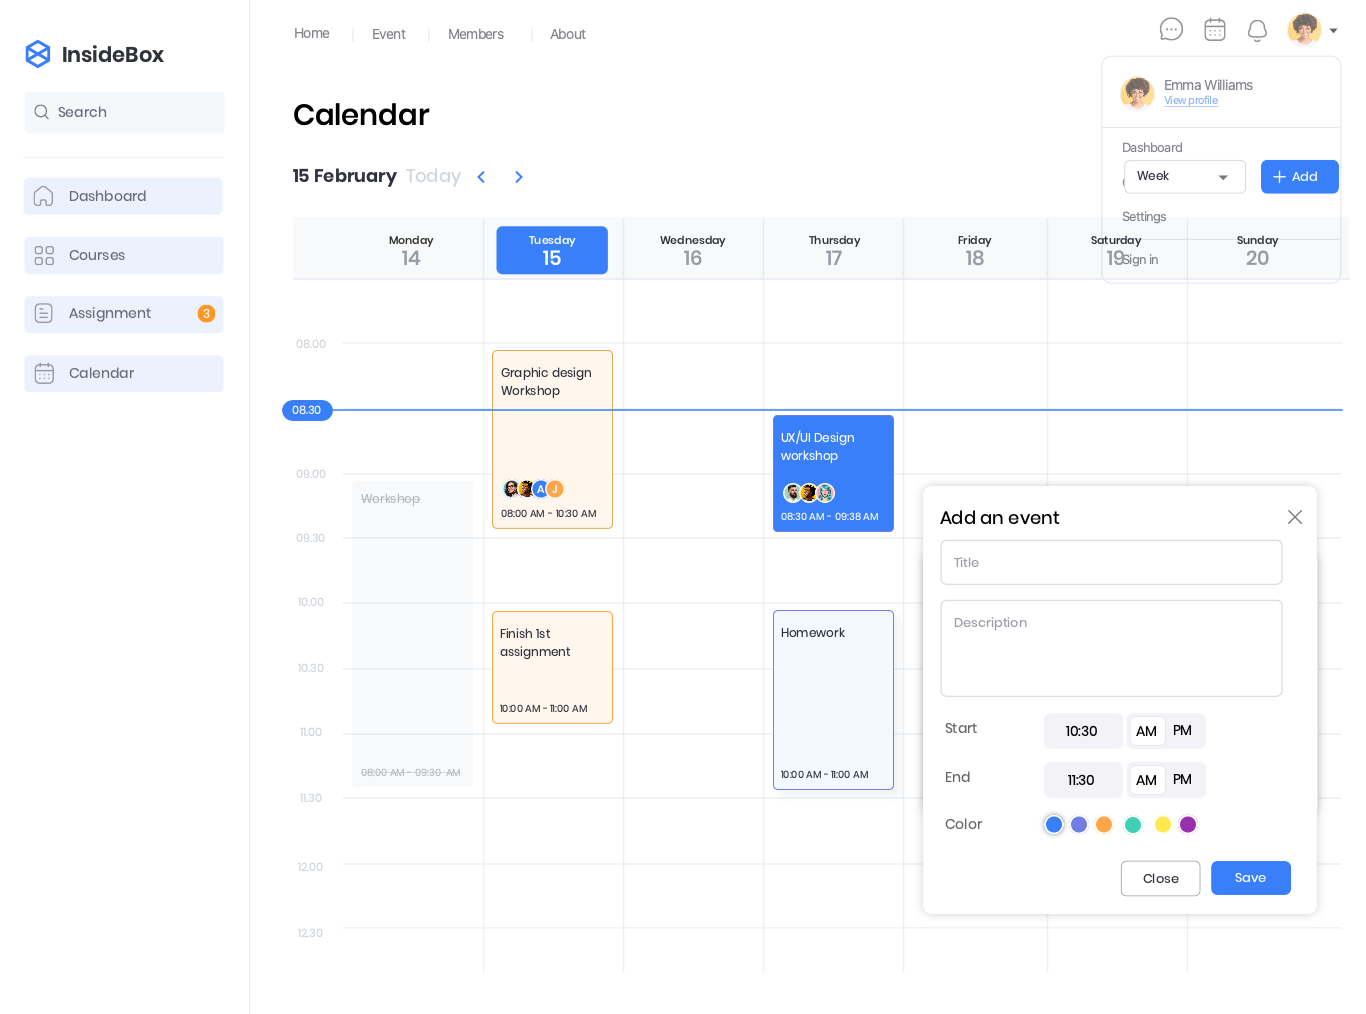 InsideBox
Search
Dashboard
Courses
Assignment
3
Calendar
Home
Event
Members
About
Emma Williams
View profile
Dashboard
Settings
Sign in
Calendar
15 February
Today
Week
Add
Monday
14
Tuesday
15
Wednesday
16
Thursday
17
Friday
18
Saturday
19
Sunday
20
08.00
08.30
09.00
09.30
10.00
10.30
11.00
11.30
12.00
12.30
Workshop
08:00 AM - 09:30 AM
Graphic design
Workshop
A
J
08:00 AM - 10:30 AM
Finish 1st
assignment
10:00 AM - 11:00 AM
UX/UI Design
workshop
08:30 AM - 09:38 AM
Homework
10:00 AM - 11:00 AM
Add an event
Title
Description
Start
10:30
AM
PM
End
11:30
AM
PM
Color
Close
Save